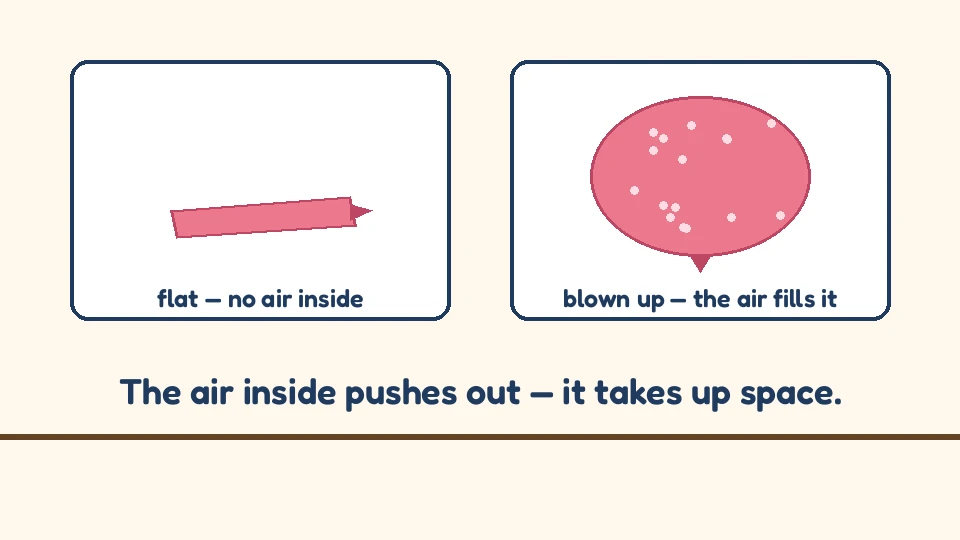 flat — no air inside
blown up — the air fills it
The air inside pushes out — it takes up space.